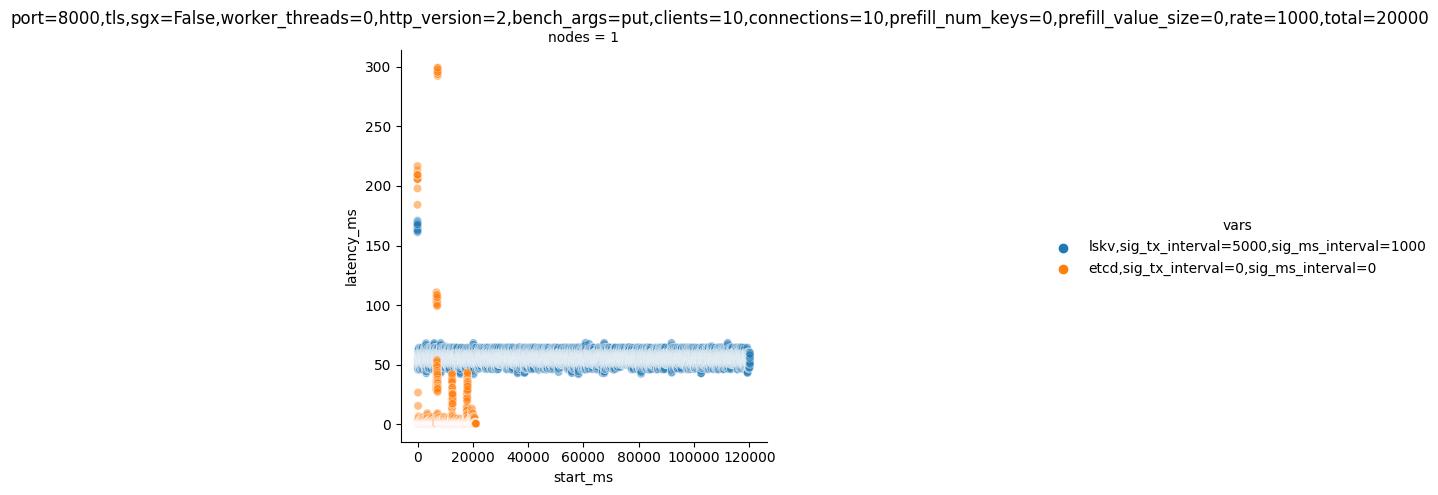 port=8000,tls,sgx=False,worker_threads=0,http_version=2,bench_args=put,clients=10,connections=10,prefill_num_keys=0,prefill_value_size=0,rate=1000,total=20000
nodes = 1
300
250
200
150
100
50
0
latency_ms
0 20000 40000 60000 80000 100000 120000
start_ms
vars
lskv,sig_tx_interval=5000,sig_ms_interval=1000
etcd,sig_tx_interval=0,sig_ms_interval=0